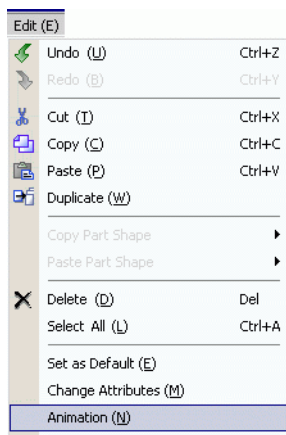 Edit (E)
Undo (U) Ctrl+Z
Redo (B) Ctrl+Y
Cut (T) Ctrl+X
Copy (C) Ctrl+C
Paste (P) Ctrl+V
Duplicate (W)
Copy Part Shape
Paste Part Shape
Delete (D) Del
Select All (L) Ctrl+A
Set as Default (E)
Change Attributes (M)
Animation (N)